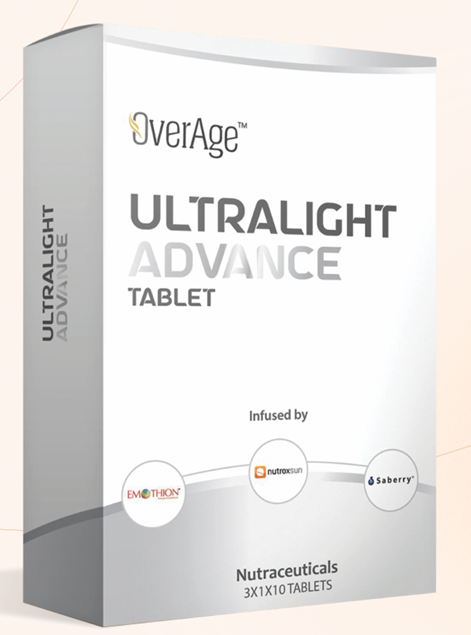 OverAge™
ULTRALIGHT
ADVANCE
TABLET
ULTRALIGHT
ADVANCE
Infused by
EMOTHION
nutroxsun
Saberry
Nutraceuticals
3X1X10 TABLETS